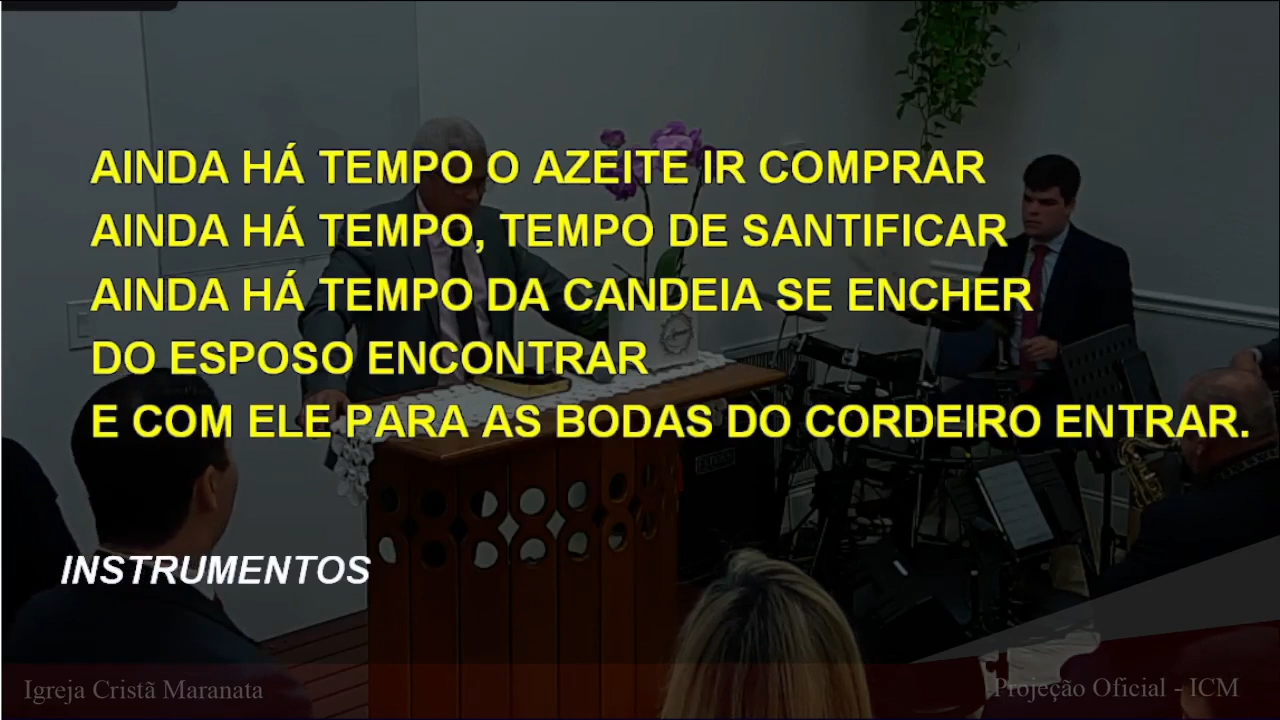 AINDA HÁ TEMPO O AZEITE IR COMPRAR
AINDA HÁ TEMPO, TEMPO DE SANTIFICAR
AINDA HÁ TEMPO DA CANDEIA SE ENCHER
DO ESPOSO ENCONTRAR
E COM ELE PARA AS BODAS DO CORDEIRO ENTRAR.
INSTRUMENTOS
Igreja Cristã Maranata
Projeção Oficial - ICM